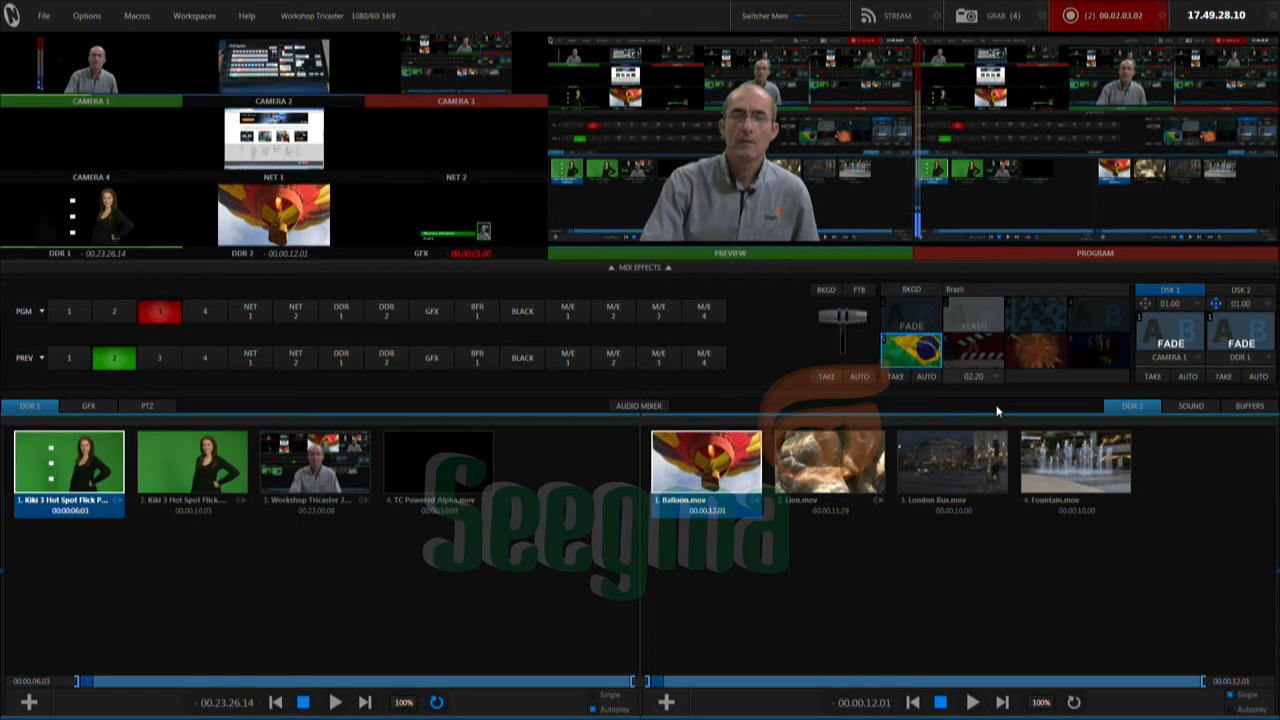 File Options Macros Workspaces Help Workshop Tricaster 1080/60i 16:9 Switcher Mem STREAM GRAB (4) (2) 00.02.03.02 17.49.28.10
CAMERA 1 CAMERA 2 CAMERA 3
CAMERA 4 NET 1 NET 2
DDR 1 - 00.23.26.14 DDR 2 - 00.00.12.01 GFX - 00:00:05.00 PREVIEW PROGRAM
MIX EFFECTS
BKGD FTB BKGD Brazil DSK 1 DSK 2
01.00 01.00
PGM 1 2 3 4 NET 1 NET 2 DDR 1 DDR 2 GFX BFR 1 BLACK M/E 1 M/E 2 M/E 3 M/E 4
FADE FLASH
FADE FADE
PREV 1 2 3 4 NET 1 NET 2 DDR 1 DDR 2 GFX BFR 1 BLACK M/E 1 M/E 2 M/E 3 M/E 4
CAMERA 1 DDR 1
TAKE AUTO TAKE AUTO 02.20 TAKE AUTO TAKE AUTO
DDR 1 GFX PTZ AUDIO MIXER DDR 2 SOUND BUFFERS
1. Kiki 3 Hot Spot Flick P... 2. Kiki 3 Hot Spot Flick.... 3. Workshop Tricaster 2... 4. TC Powered Alpha.mov 1. Balloon.mov 2. Lion.mov 3. London Bus.mov 4. Fountain.mov
00:00:06:03 00.00.10.03 00.23.00.08 00:00:10:00 00.00.12.01 00.00.11.29 00.00.10.00 00.00.10.00
Seegma
00.00.06.03 00.00.12.01
- 00.23.26.14 100% Single - 00.00.12.01 100% Single
Autoplay Autoplay